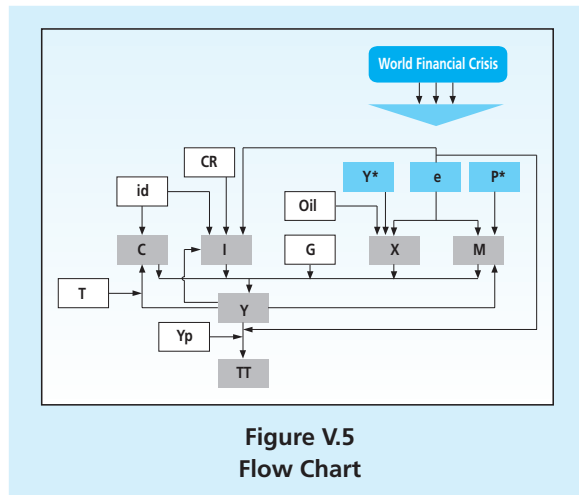 World Financial Crisis
CR
id
Y*
e
P*
Oil
C
I
G
X
M
T
Y
Yp
TT
Figure V.5
Flow Chart